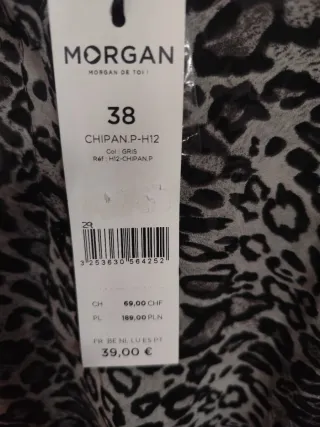 MORGAN
MORGAN DE TOI !
38
CHIPAN.P-H12
Col : GRIS
Réf : H12-CHIPAN.P
2R
3 253630 564252
CH 69,00 CHF
PL 189,00 PLN
FR BE NL LU ES PT
39,00 €